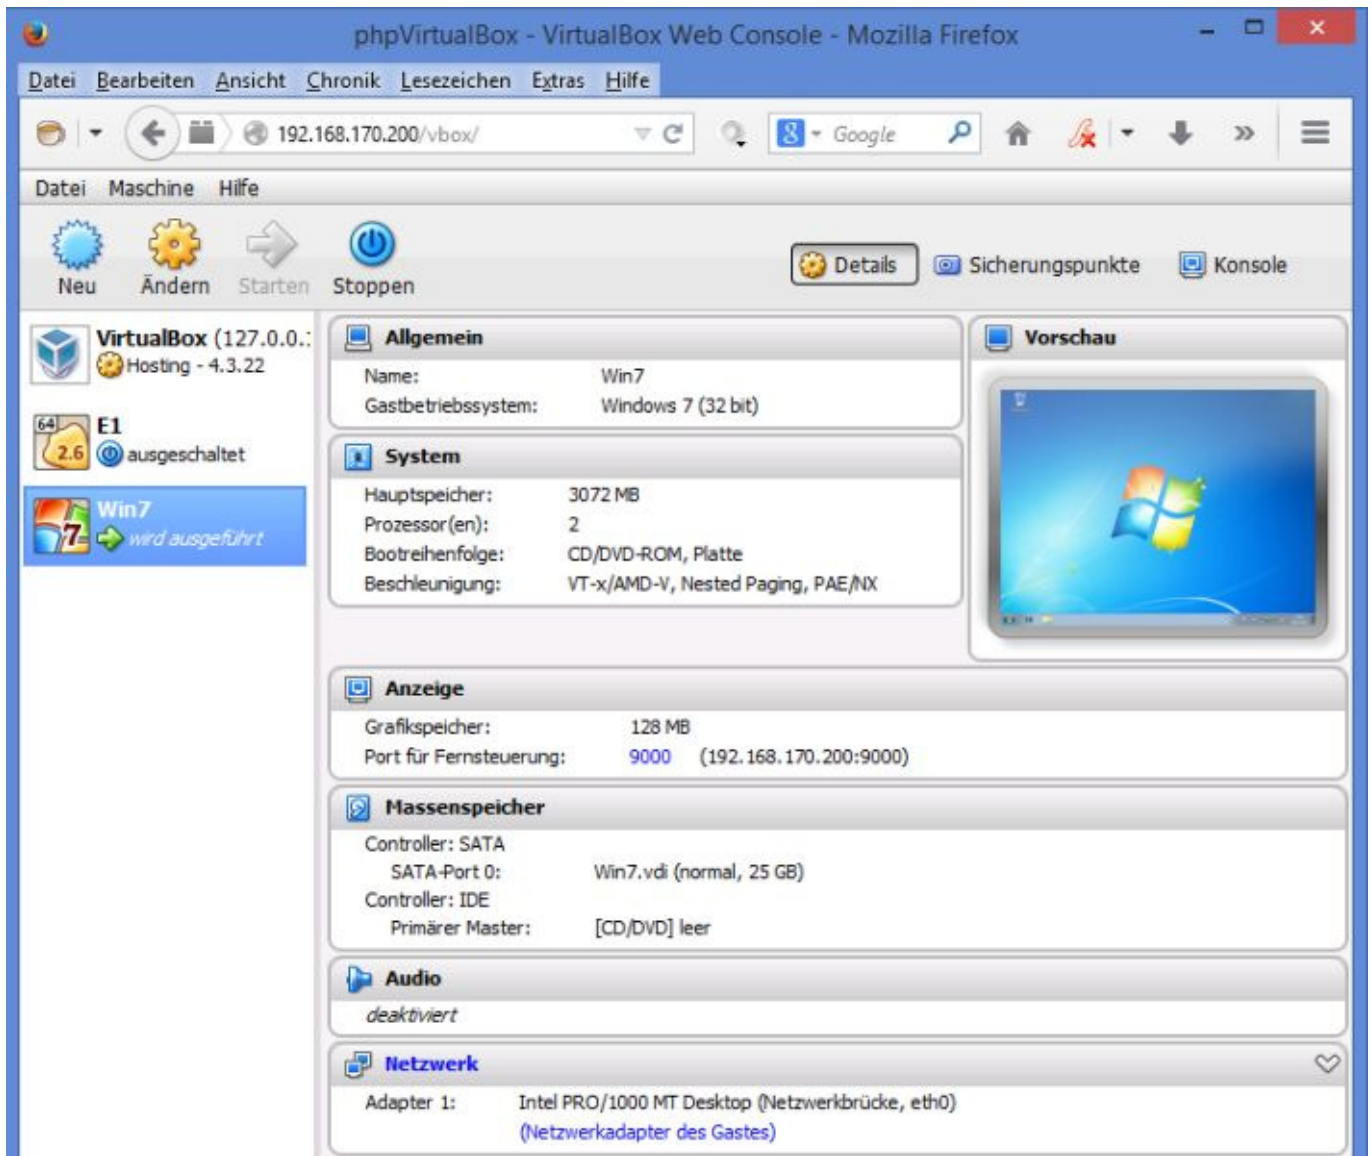 phpVirtualBox - VirtualBox Web Console - Mozilla Firefox
Datei Bearbeiten Ansicht Chronik Lesezeichen Extras Hilfe
192.168.170.200/vbox/ 8 Google
Datei Maschine Hilfe
Neu Ändern Starten Stoppen Details Sicherungspunkte Konsole
VirtualBox (127.0.0.
Hosting - 4.3.22
64 E1
2.6 ausgeschaltet
Win7
7 wird ausgeführt
Allgemein
Name: Win7
Gastbetriebssystem: Windows 7 (32 bit)
System
Hauptspeicher: 3072 MB
Prozessor(en): 2
Bootreihenfolge: CD/DVD-ROM, Platte
Beschleunigung: VT-x/AMD-V, Nested Paging, PAE/NX
Vorschau
Anzeige
Grafikspeicher: 128 MB
Port für Fernsteuerung: 9000 (192.168.170.200:9000)
Massenspeicher
Controller: SATA
SATA-Port 0: Win7.vdi (normal, 25 GB)
Controller: IDE
Primärer Master: [CD/DVD] leer
Audio
deaktiviert
Netzwerk
Adapter 1: Intel PRO/1000 MT Desktop (Netzwerkbrücke, eth0)
(Netzwerkadapter des Gastes)